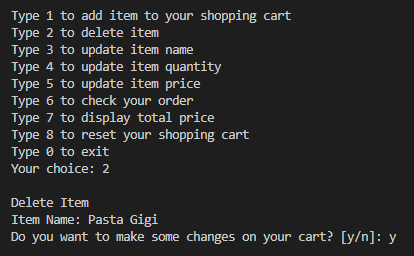 Type 1 to add item to your shopping cart
Type 2 to delete item
Type 3 to update item name
Type 4 to update item quantity
Type 5 to update item price
Type 6 to check your order
Type 7 to display total price
Type 8 to reset your shopping cart
Type 0 to exit
Your choice: 2
Delete Item
Item Name: Pasta Gigi
Do you want to make some changes on your cart? [y/n]: y